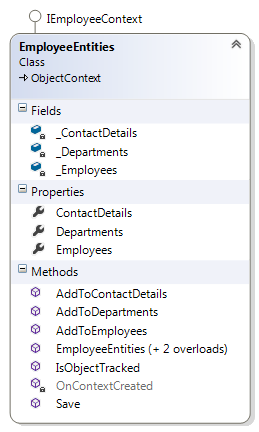 IEmployeeContext
EmployeeEntities
Class
ObjectContext
Fields
_ContactDetails
_Departments
_Employees
Properties
ContactDetails
Departments
Employees
Methods
AddToContactDetails
AddToDepartments
AddToEmployees
EmployeeEntities (+ 2 overloads)
IsObjectTracked
OnContextCreated
Save